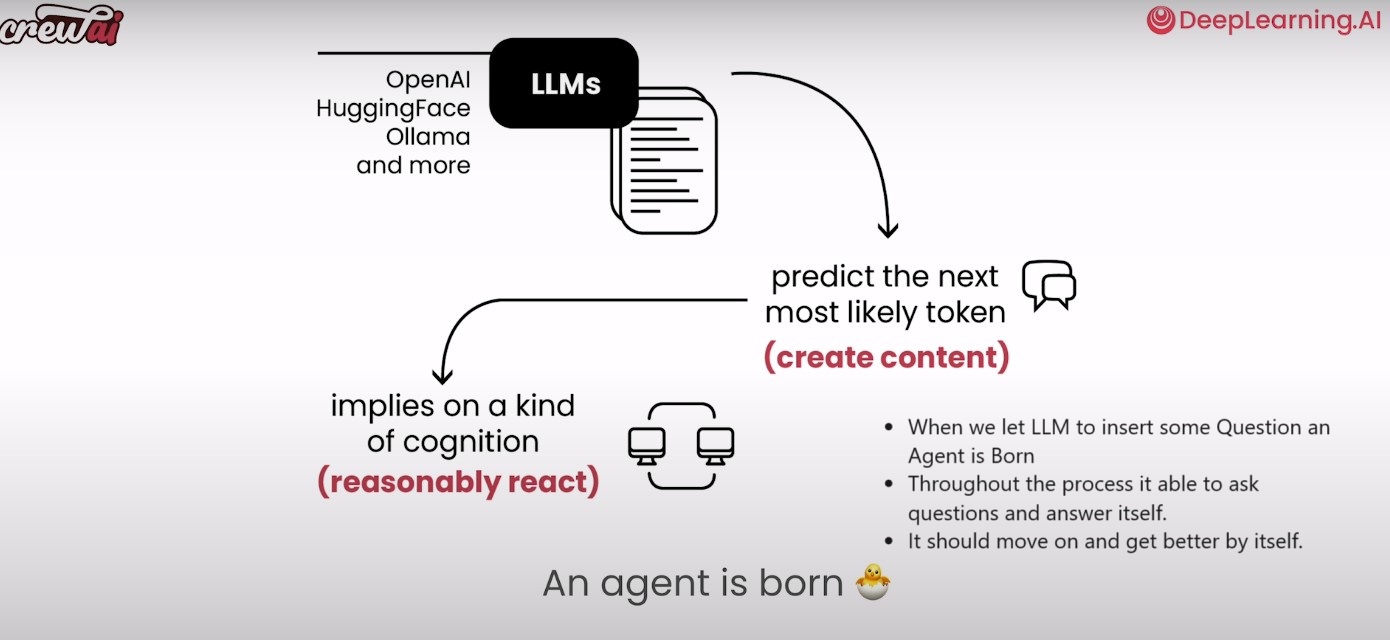 crewai
DeepLearning.AI
LLMs
OpenAI
HuggingFace
Ollama
and more
predict the next
most likely token
(create content)
implies on a kind
of cognition
(reasonably react)
• When we let LLM to insert some Question an
Agent is Born
• Throughout the process it able to ask
questions and answer itself.
• It should move on and get better by itself.
An agent is born 🐣